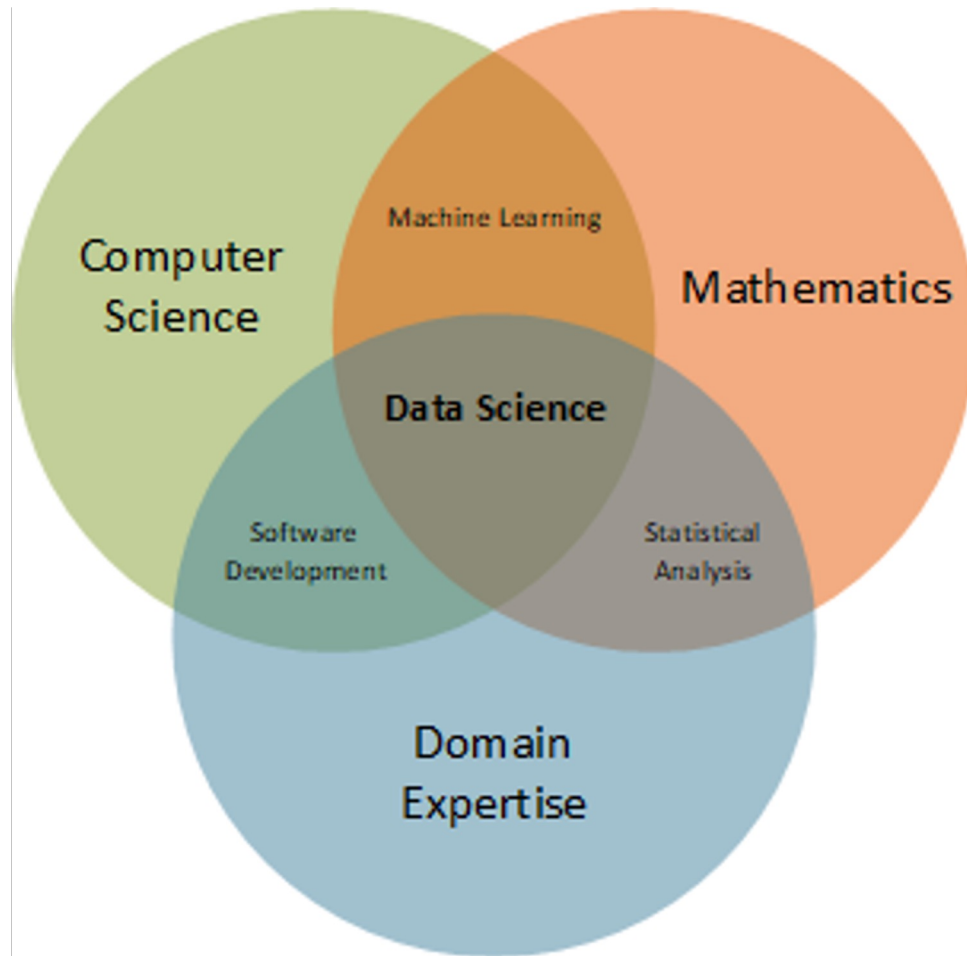 Machine Learning
Computer
Science
Mathematics
Data Science
Software
Development
Statistical
Analysis
Domain
Expertise